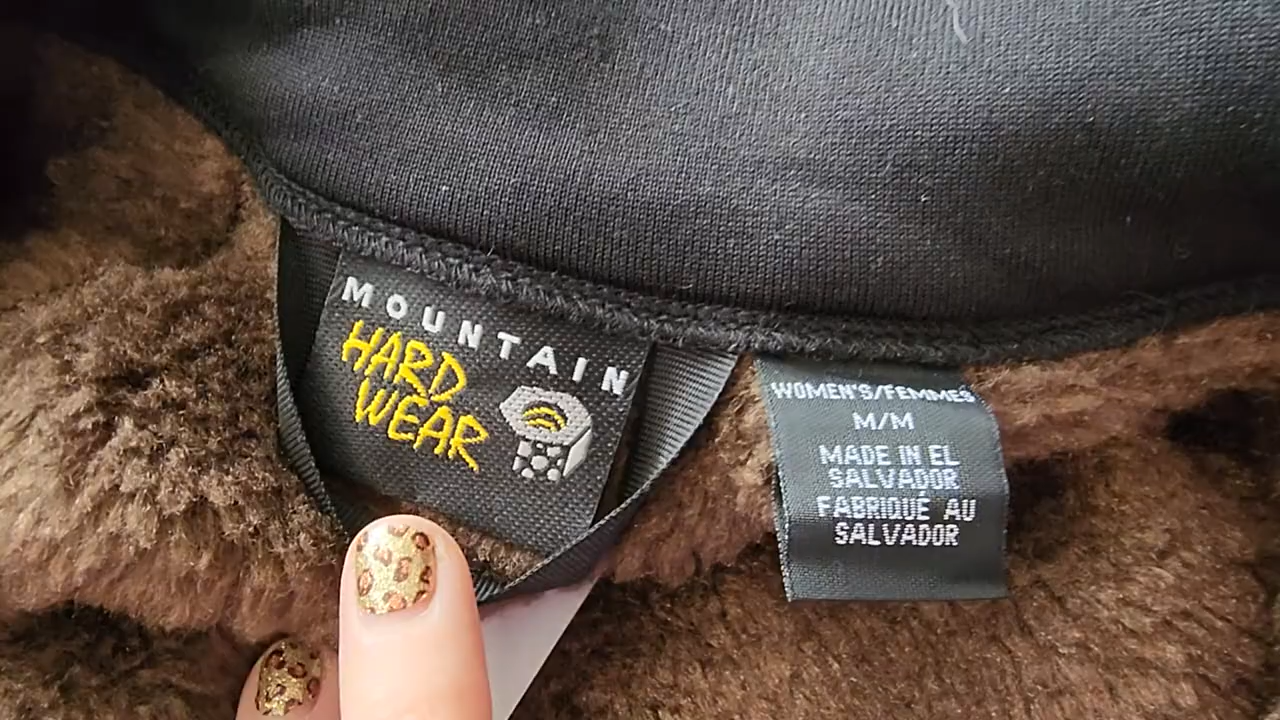 MOUNTAIN
HARD
WEAR
WOMEN'S/FEMMES
M/M
MADE IN EL
SALVADOR
FABRIQUÉ AU
SALVADOR